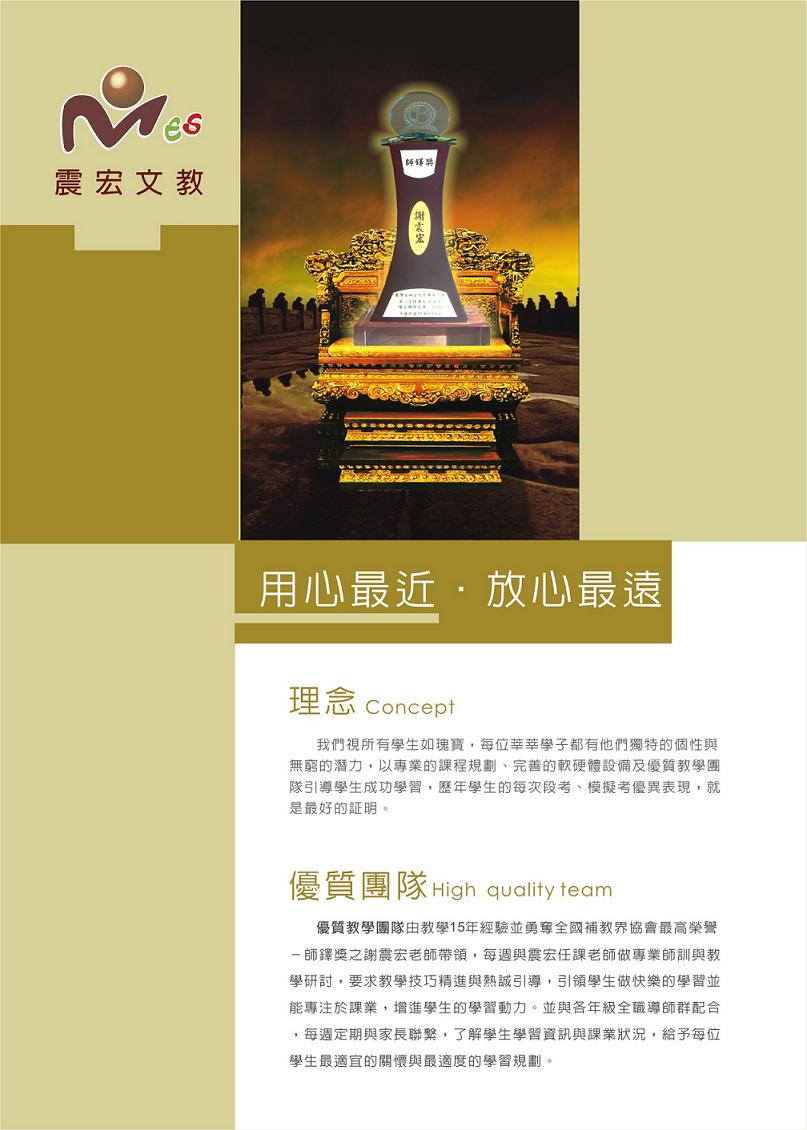 Mes
震宏文教
師鐸獎
謝震宏
用心最近．放心最遠
理念 Concept
我們視所有學生如瑰寶，每位莘莘學子都有他們獨特的個性與
無窮的潛力，以專業的課程規劃、完善的軟硬體設備及優質教學團
隊引導學生成功學習，歷年學生的每次段考、模擬考優異表現，就
是最好的証明。
優質團隊 High quality team
優質教學團隊由教學15年經驗並勇奪全國補教界協會最高榮譽
－師鐸獎之謝震宏老師帶領，每週與震宏任課老師做專業師訓與教
學研討，要求教學技巧精進與熱誠引導，引領學生做快樂的學習並
能專注於課業，增進學生的學習動力。並與各年級全職導師群配合
，每週定期與家長聯繫，了解學生學習資訊與課業狀況，給予每位
學生最適宜的關懷與最適度的學習規劃。